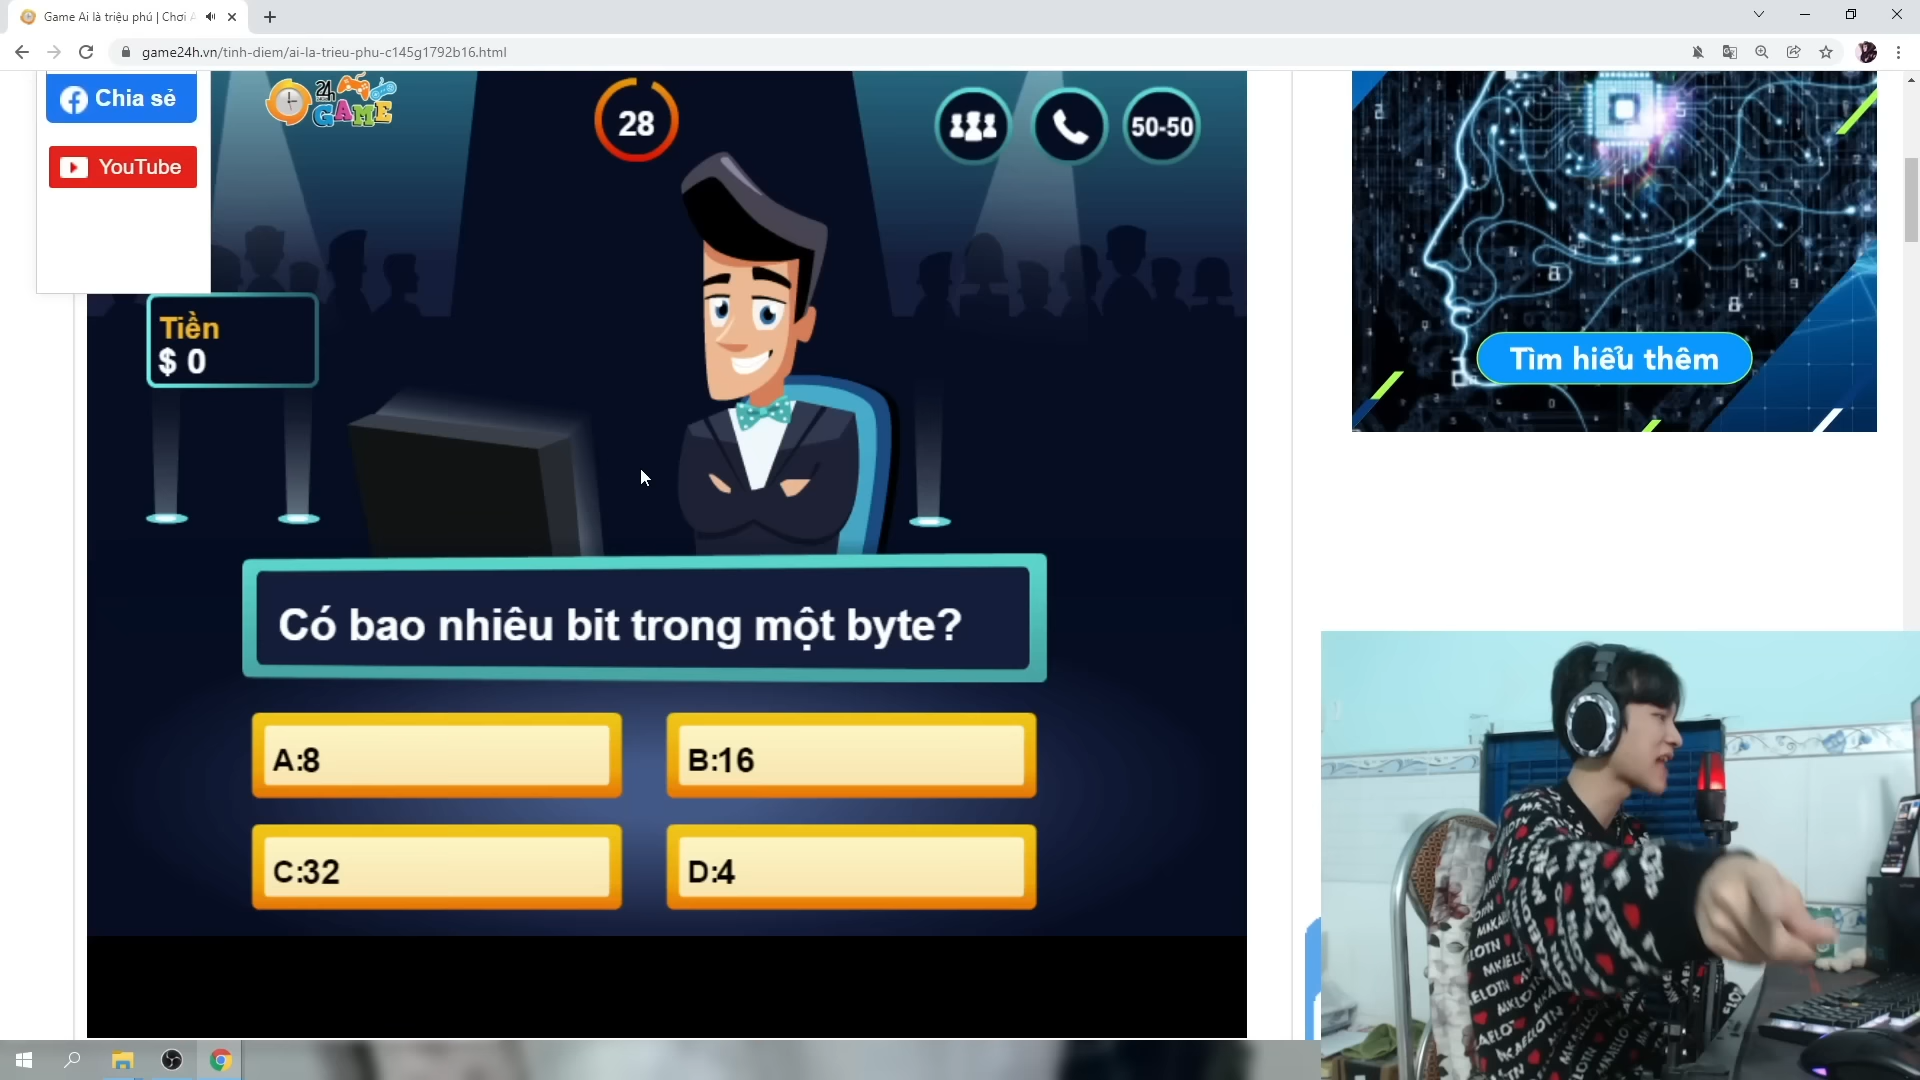 Game Ai là triệu phú | Chơi
game24h.vn/tinh-diem/ai-la-trieu-phu-c145g1792b16.html
Chia sẻ
YouTube
24h
GAME
28
50-50
Tiền
$ 0
Tìm hiểu thêm
Có bao nhiêu bit trong một byte?
A:8
B:16
C:32
D:4